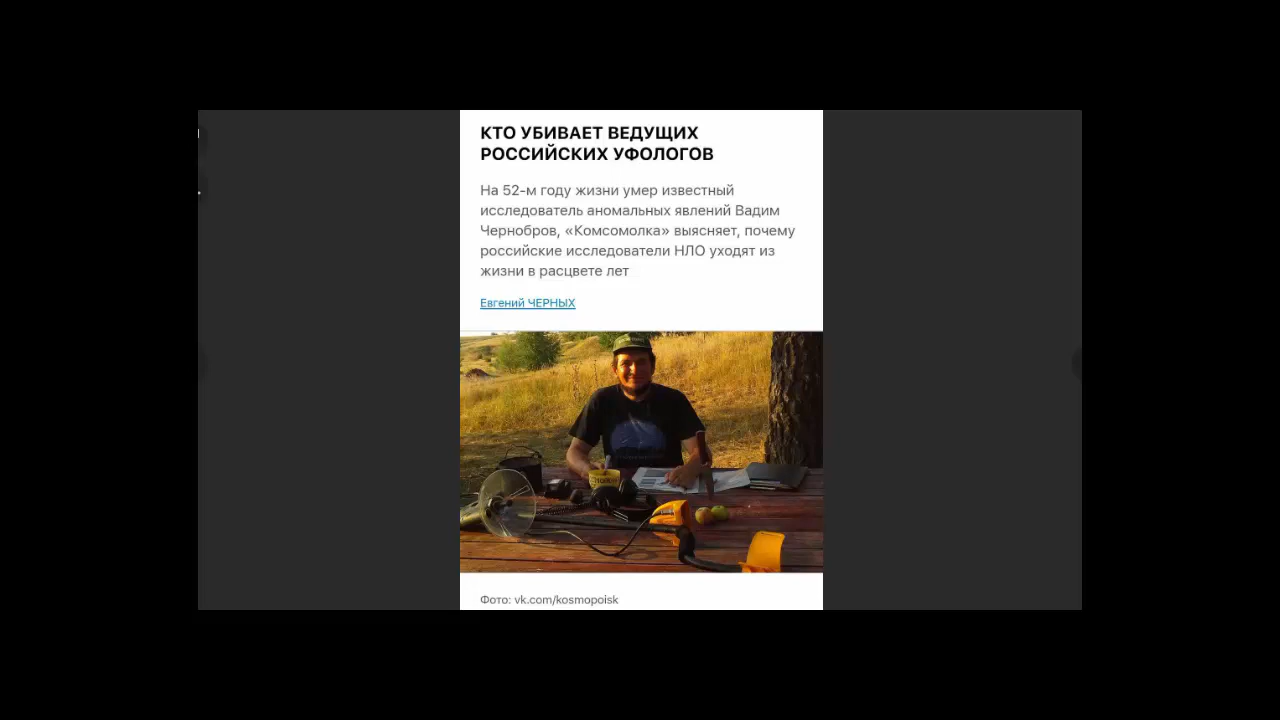 КТО УБИВАЕТ ВЕДУЩИХ
РОССИЙСКИХ УФОЛОГОВ
На 52-м году жизни умер известный
исследователь аномальных явлений Вадим
Чернобров, «Комсомолка» выясняет, почему
российские исследователи НЛО уходят из
жизни в расцвете лет
Евгений ЧЕРНЫХ
Фото: vk.com/kosmopoisk